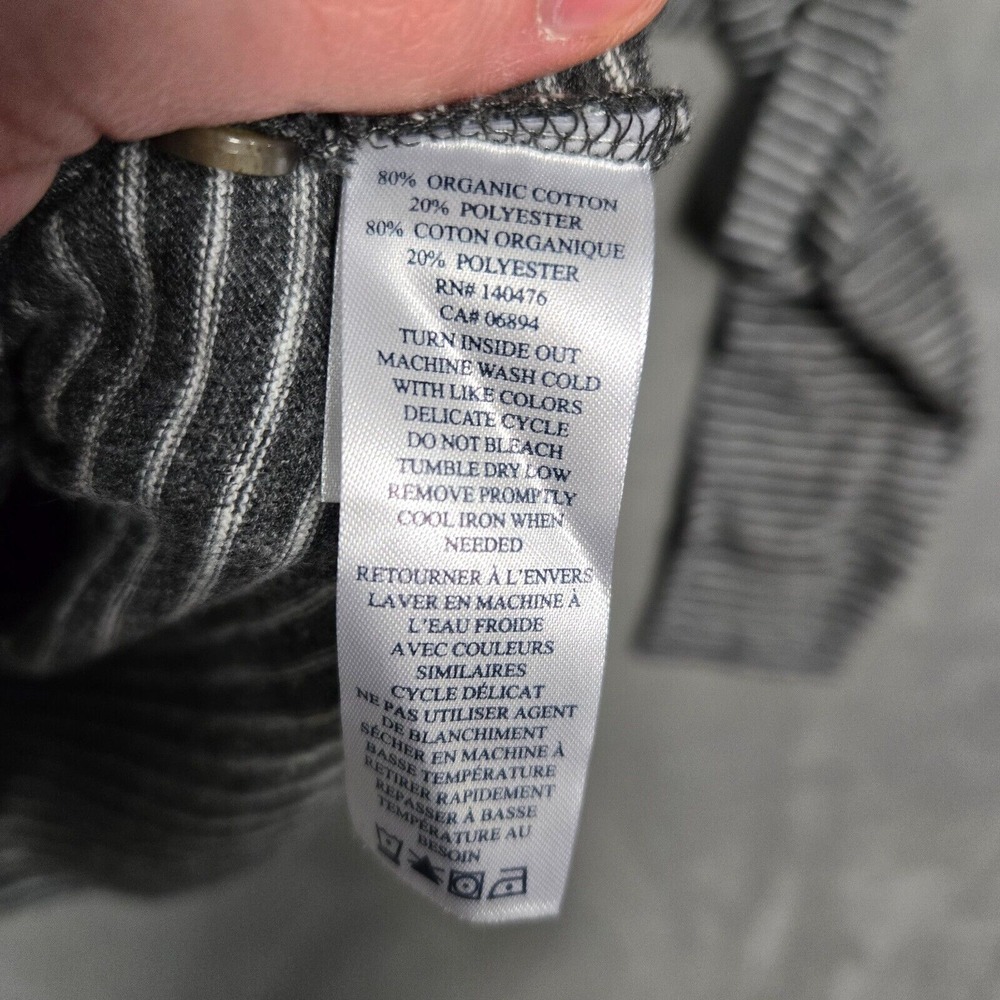 80% ORGANIC COTTON
20% POLYESTER
80% COTON ORGANIQUE
20% POLYESTER
RN# 140476
CA# 06894
TURN INSIDE OUT
MACHINE WASH COLD
WITH LIKE COLORS
DELICATE CYCLE
DO NOT BLEACH
TUMBLE DRY LOW
REMOVE PROMPTLY
COOL IRON WHEN
NEEDED
RETOURNER À L'ENVERS
LAVER EN MACHINE À
L'EAU FROIDE
AVEC COULEURS
SIMILAIRES
CYCLE DÉLICAT
NE PAS UTILISER AGENT
DE BLANCHIMENT
SÉCHER EN MACHINE À
BASSE TEMPÉRATURE
RETIRER RAPIDEMENT
REPASSER À BASSE
TEMPÉRATURE AU
BESOIN